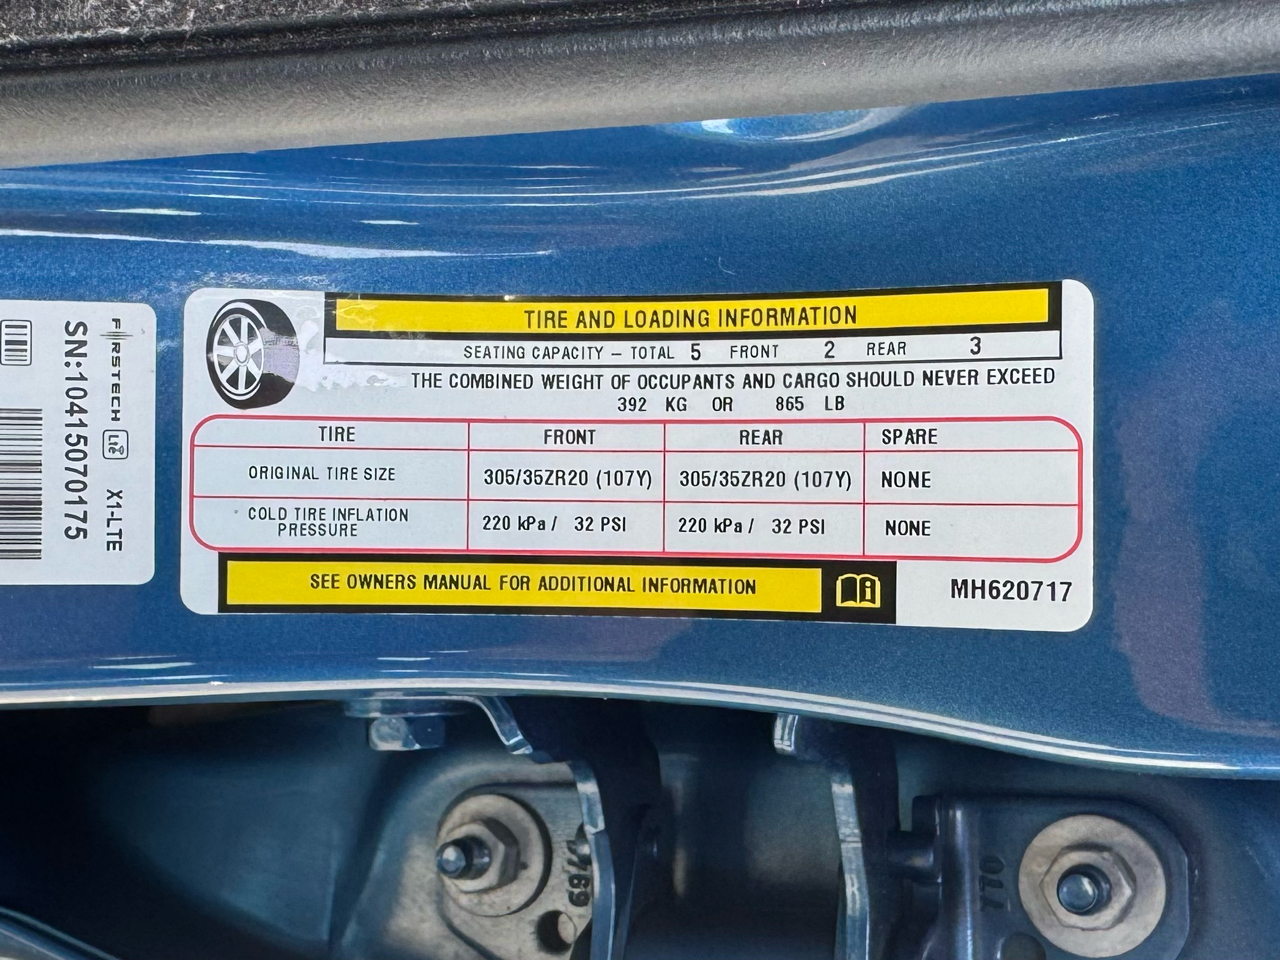 FIRSTECH Lte X1-LTE
SN:10415070175
TIRE AND LOADING INFORMATION
SEATING CAPACITY – TOTAL 5 FRONT 2 REAR 3
THE COMBINED WEIGHT OF OCCUPANTS AND CARGO SHOULD NEVER EXCEED
392 KG OR 865 LB
TIRE FRONT REAR SPARE
ORIGINAL TIRE SIZE 305/35ZR20 (107Y) 305/35ZR20 (107Y) NONE
COLD TIRE INFLATION PRESSURE 220 kPa / 32 PSI 220 kPa / 32 PSI NONE
SEE OWNERS MANUAL FOR ADDITIONAL INFORMATION
MH620717
770